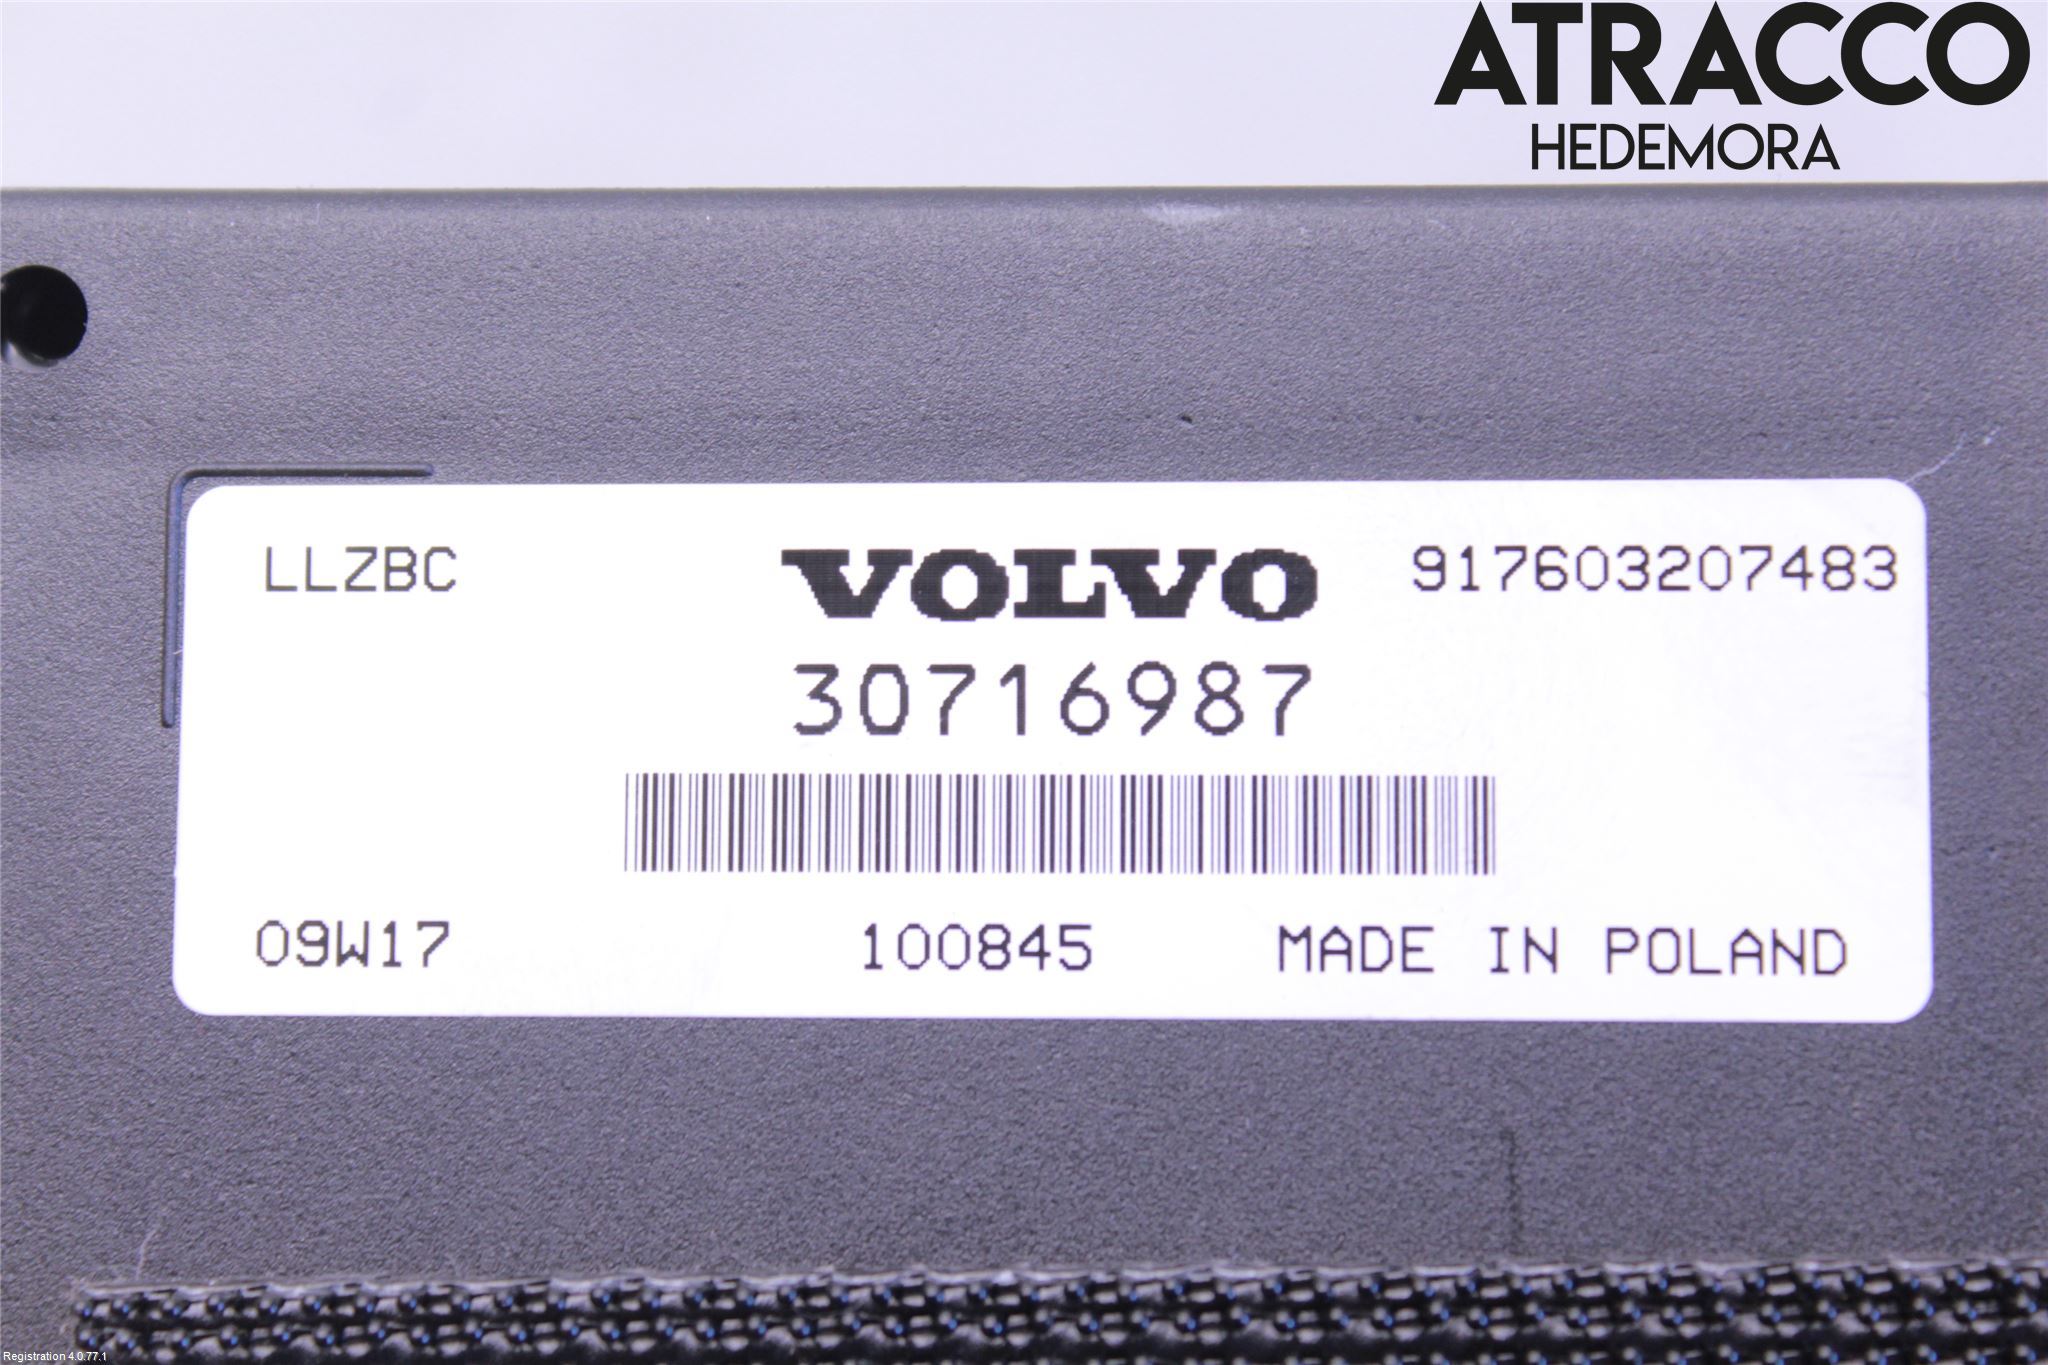 ATRACCO
HEDEMORA
LLZBC VOLVO 917603207483
30716987
09W17 100845 MADE IN POLAND
Registration 4.0.77.1